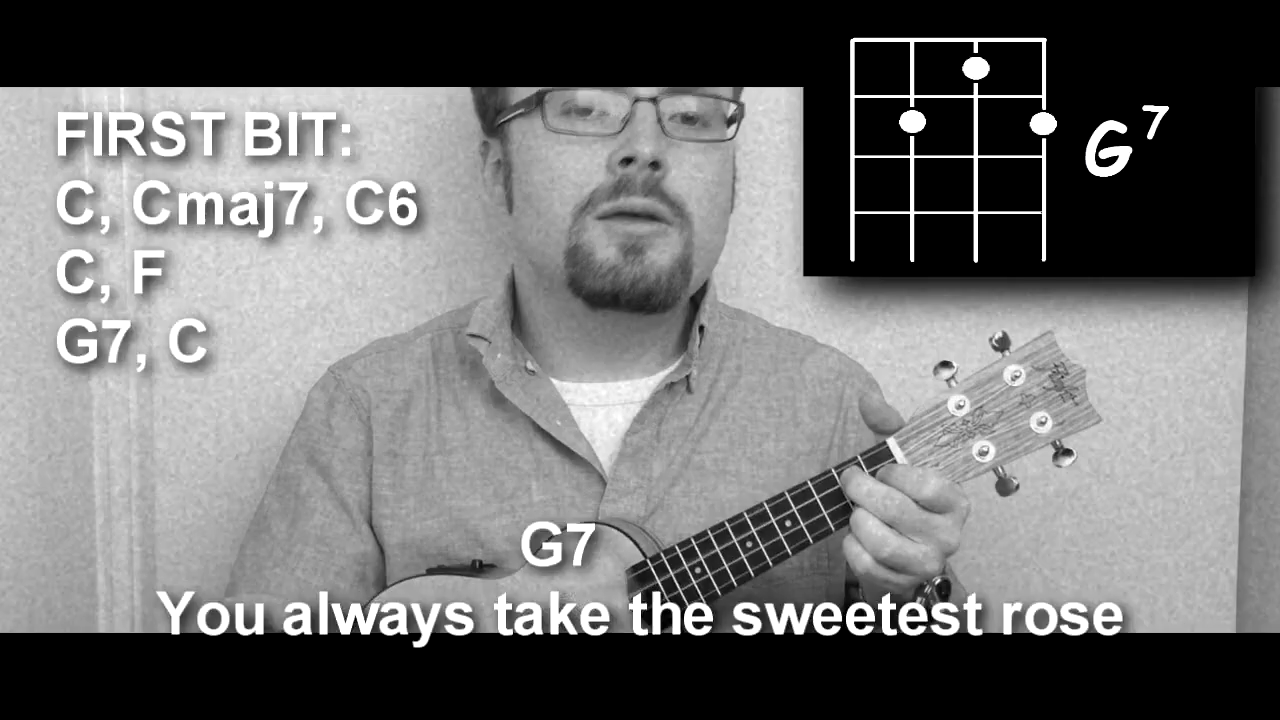 FIRST BIT:
C, Cmaj7, C6
C, F
G7, C
G7
G7
You always take the sweetest rose